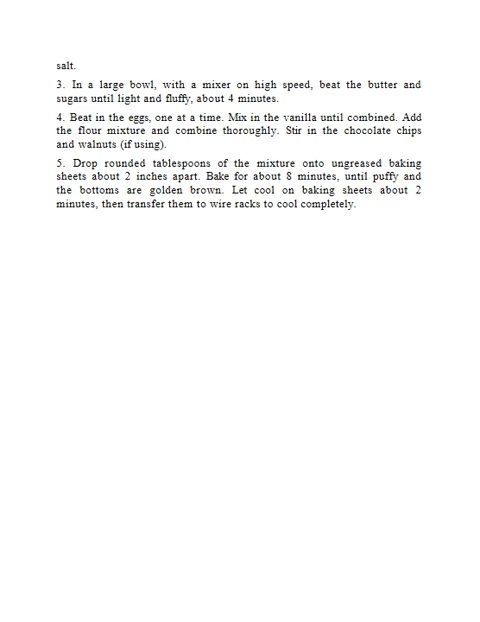 salt.
3. In a large bowl, with a mixer on high speed, beat the butter and
sugars until light and fluffy, about 4 minutes.
4. Beat in the eggs, one at a time. Mix in the vanilla until combined. Add
the flour mixture and combine thoroughly. Stir in the chocolate chips
and walnuts (if using).
5. Drop rounded tablespoons of the mixture onto ungreased baking
sheets about 2 inches apart. Bake for about 8 minutes, until puffy and
the bottoms are golden brown. Let cool on baking sheets about 2
minutes, then transfer them to wire racks to cool completely.